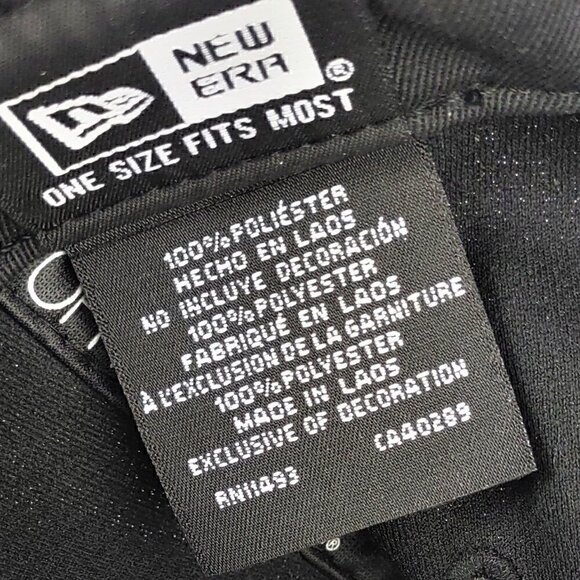 NEW
ERA®
ONE SIZE FITS MOST
100%POLIÉSTER
HECHO EN LAOS
NO INCLUYE DECORACIÓN
100%POLYESTER
FABRIQUÉ EN LAOS
À L'EXCLUSION DE LA GARNITURE
100%POLYESTER
MADE IN LAOS
EXCLUSIVE OF DECORATION
RN11493 CA40289
®